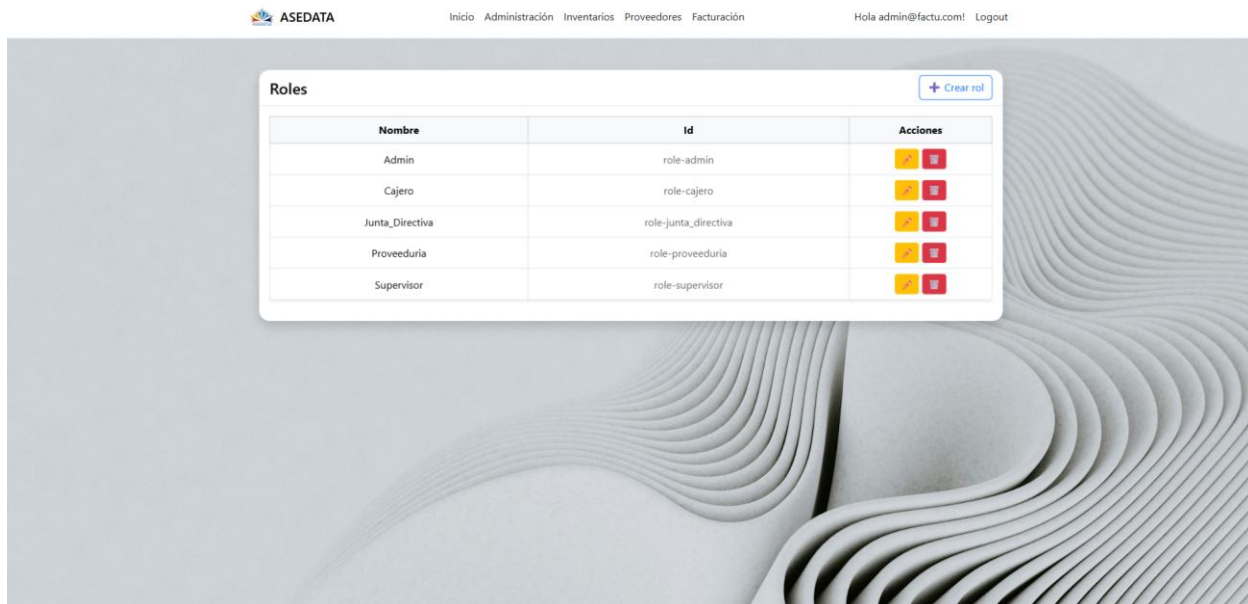 ASEDATA Inicio Administración Inventarios Proveedores Facturación Hola admin@factu.com! Logout
Roles + Crear rol
Nombre Id Acciones
Admin role-admin
Cajero role-cajero
Junta_Directiva role-junta_directiva
Proveeduria role-proveeduria
Supervisor role-supervisor